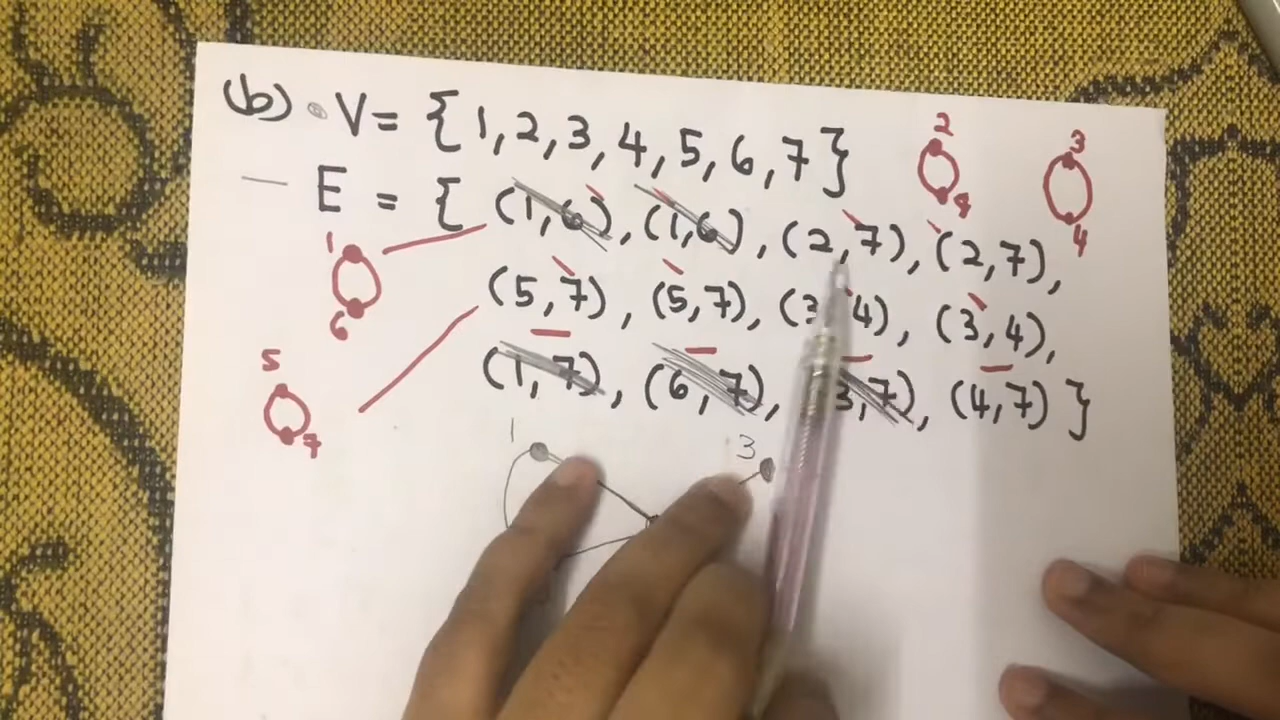 (b) V = {1,2,3,4,5,6,7}
E = { (1,6), (1,6), (2,7), (2,7),
(5,7), (5,7), (3,4), (3,4),
(1,7), (6,7), (3,7), (4,7) }
2
9
3
4
1
6
5
7
1
3